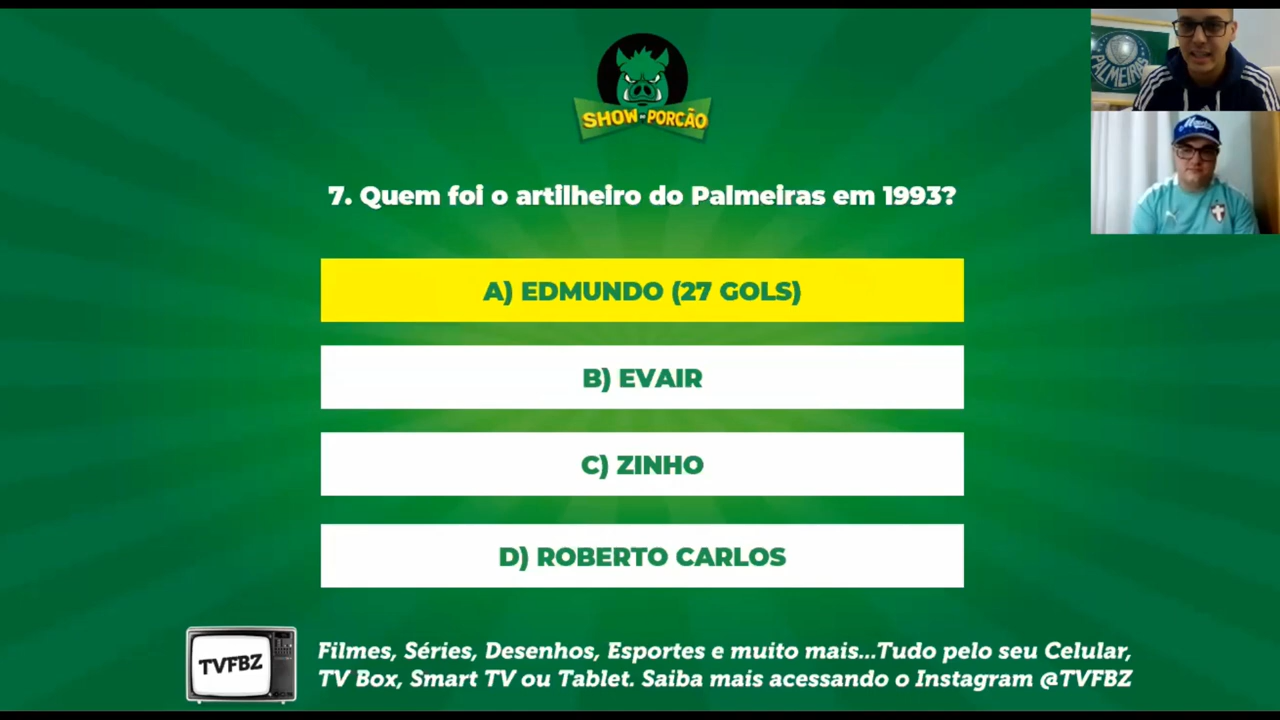 SHOW DO PORCÃO
7. Quem foi o artilheiro do Palmeiras em 1993?
A) EDMUNDO (27 GOLS)
B) EVAIR
C) ZINHO
D) ROBERTO CARLOS
TVFBZ
Filmes, Séries, Desenhos, Esportes e muito mais...Tudo pelo seu Celular,
TV Box, Smart TV ou Tablet. Saiba mais acessando o Instagram @TVFBZ
PALMEIRAS